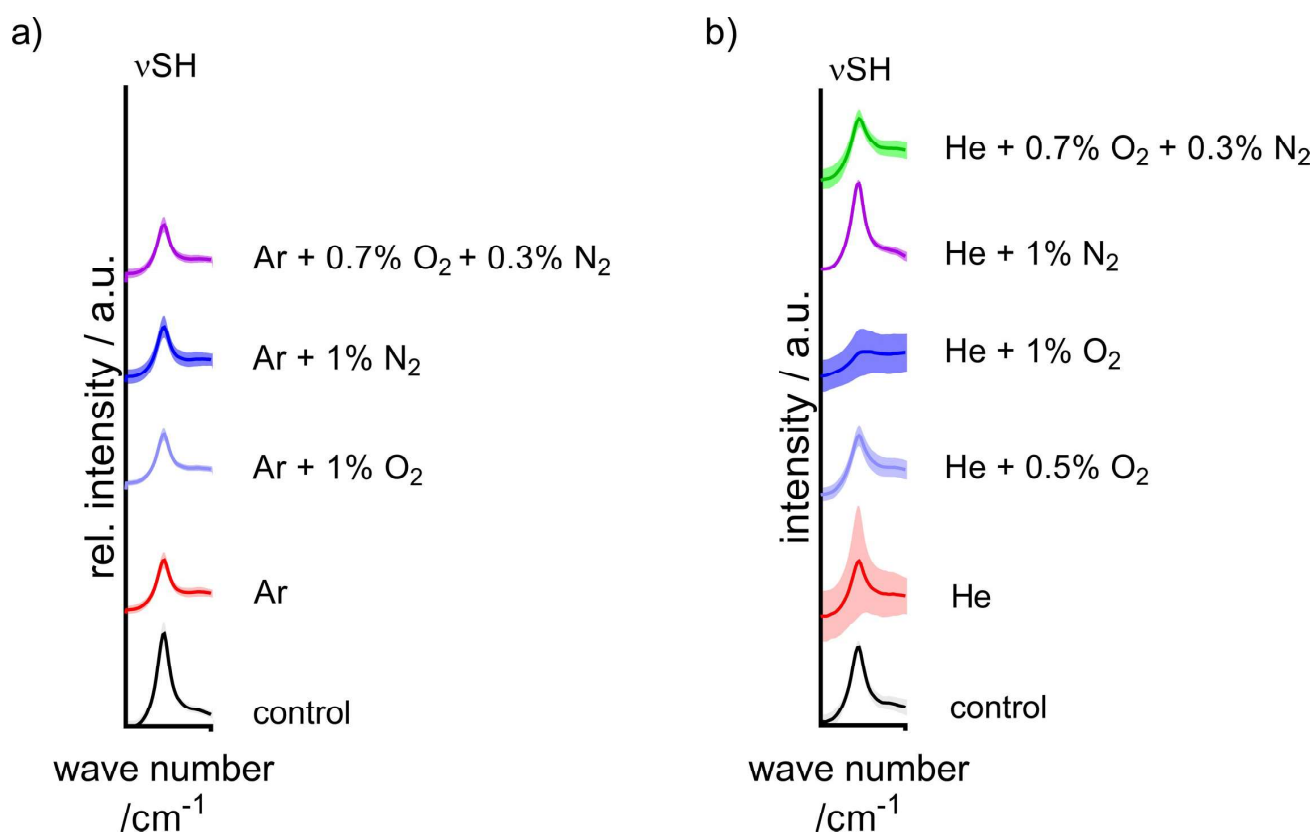 a)
νSH
rel. intensity / a.u.
Ar + 0.7% O₂ + 0.3% N₂
Ar + 1% N₂
Ar + 1% O₂
Ar
control
wave number
/cm⁻¹
b)
νSH
intensity / a.u.
He + 0.7% O₂ + 0.3% N₂
He + 1% N₂
He + 1% O₂
He + 0.5% O₂
He
control
wave number
/cm⁻¹